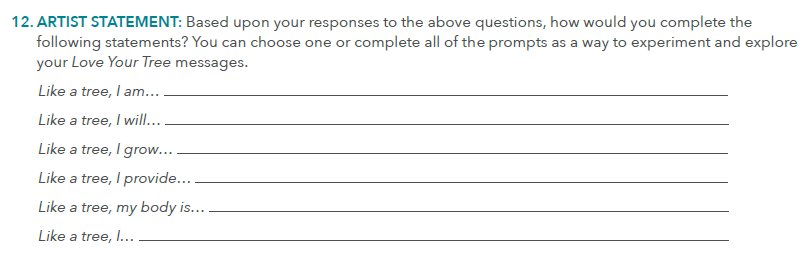 12. ARTIST STATEMENT: Based upon your responses to the above questions, how would you complete the
following statements? You can choose one or complete all of the prompts as a way to experiment and explore
your Love Your Tree messages.
Like a tree, I am...
Like a tree, I will...
Like a tree, I grow...
Like a tree, I provide...
Like a tree, my body is...
Like a tree, I...